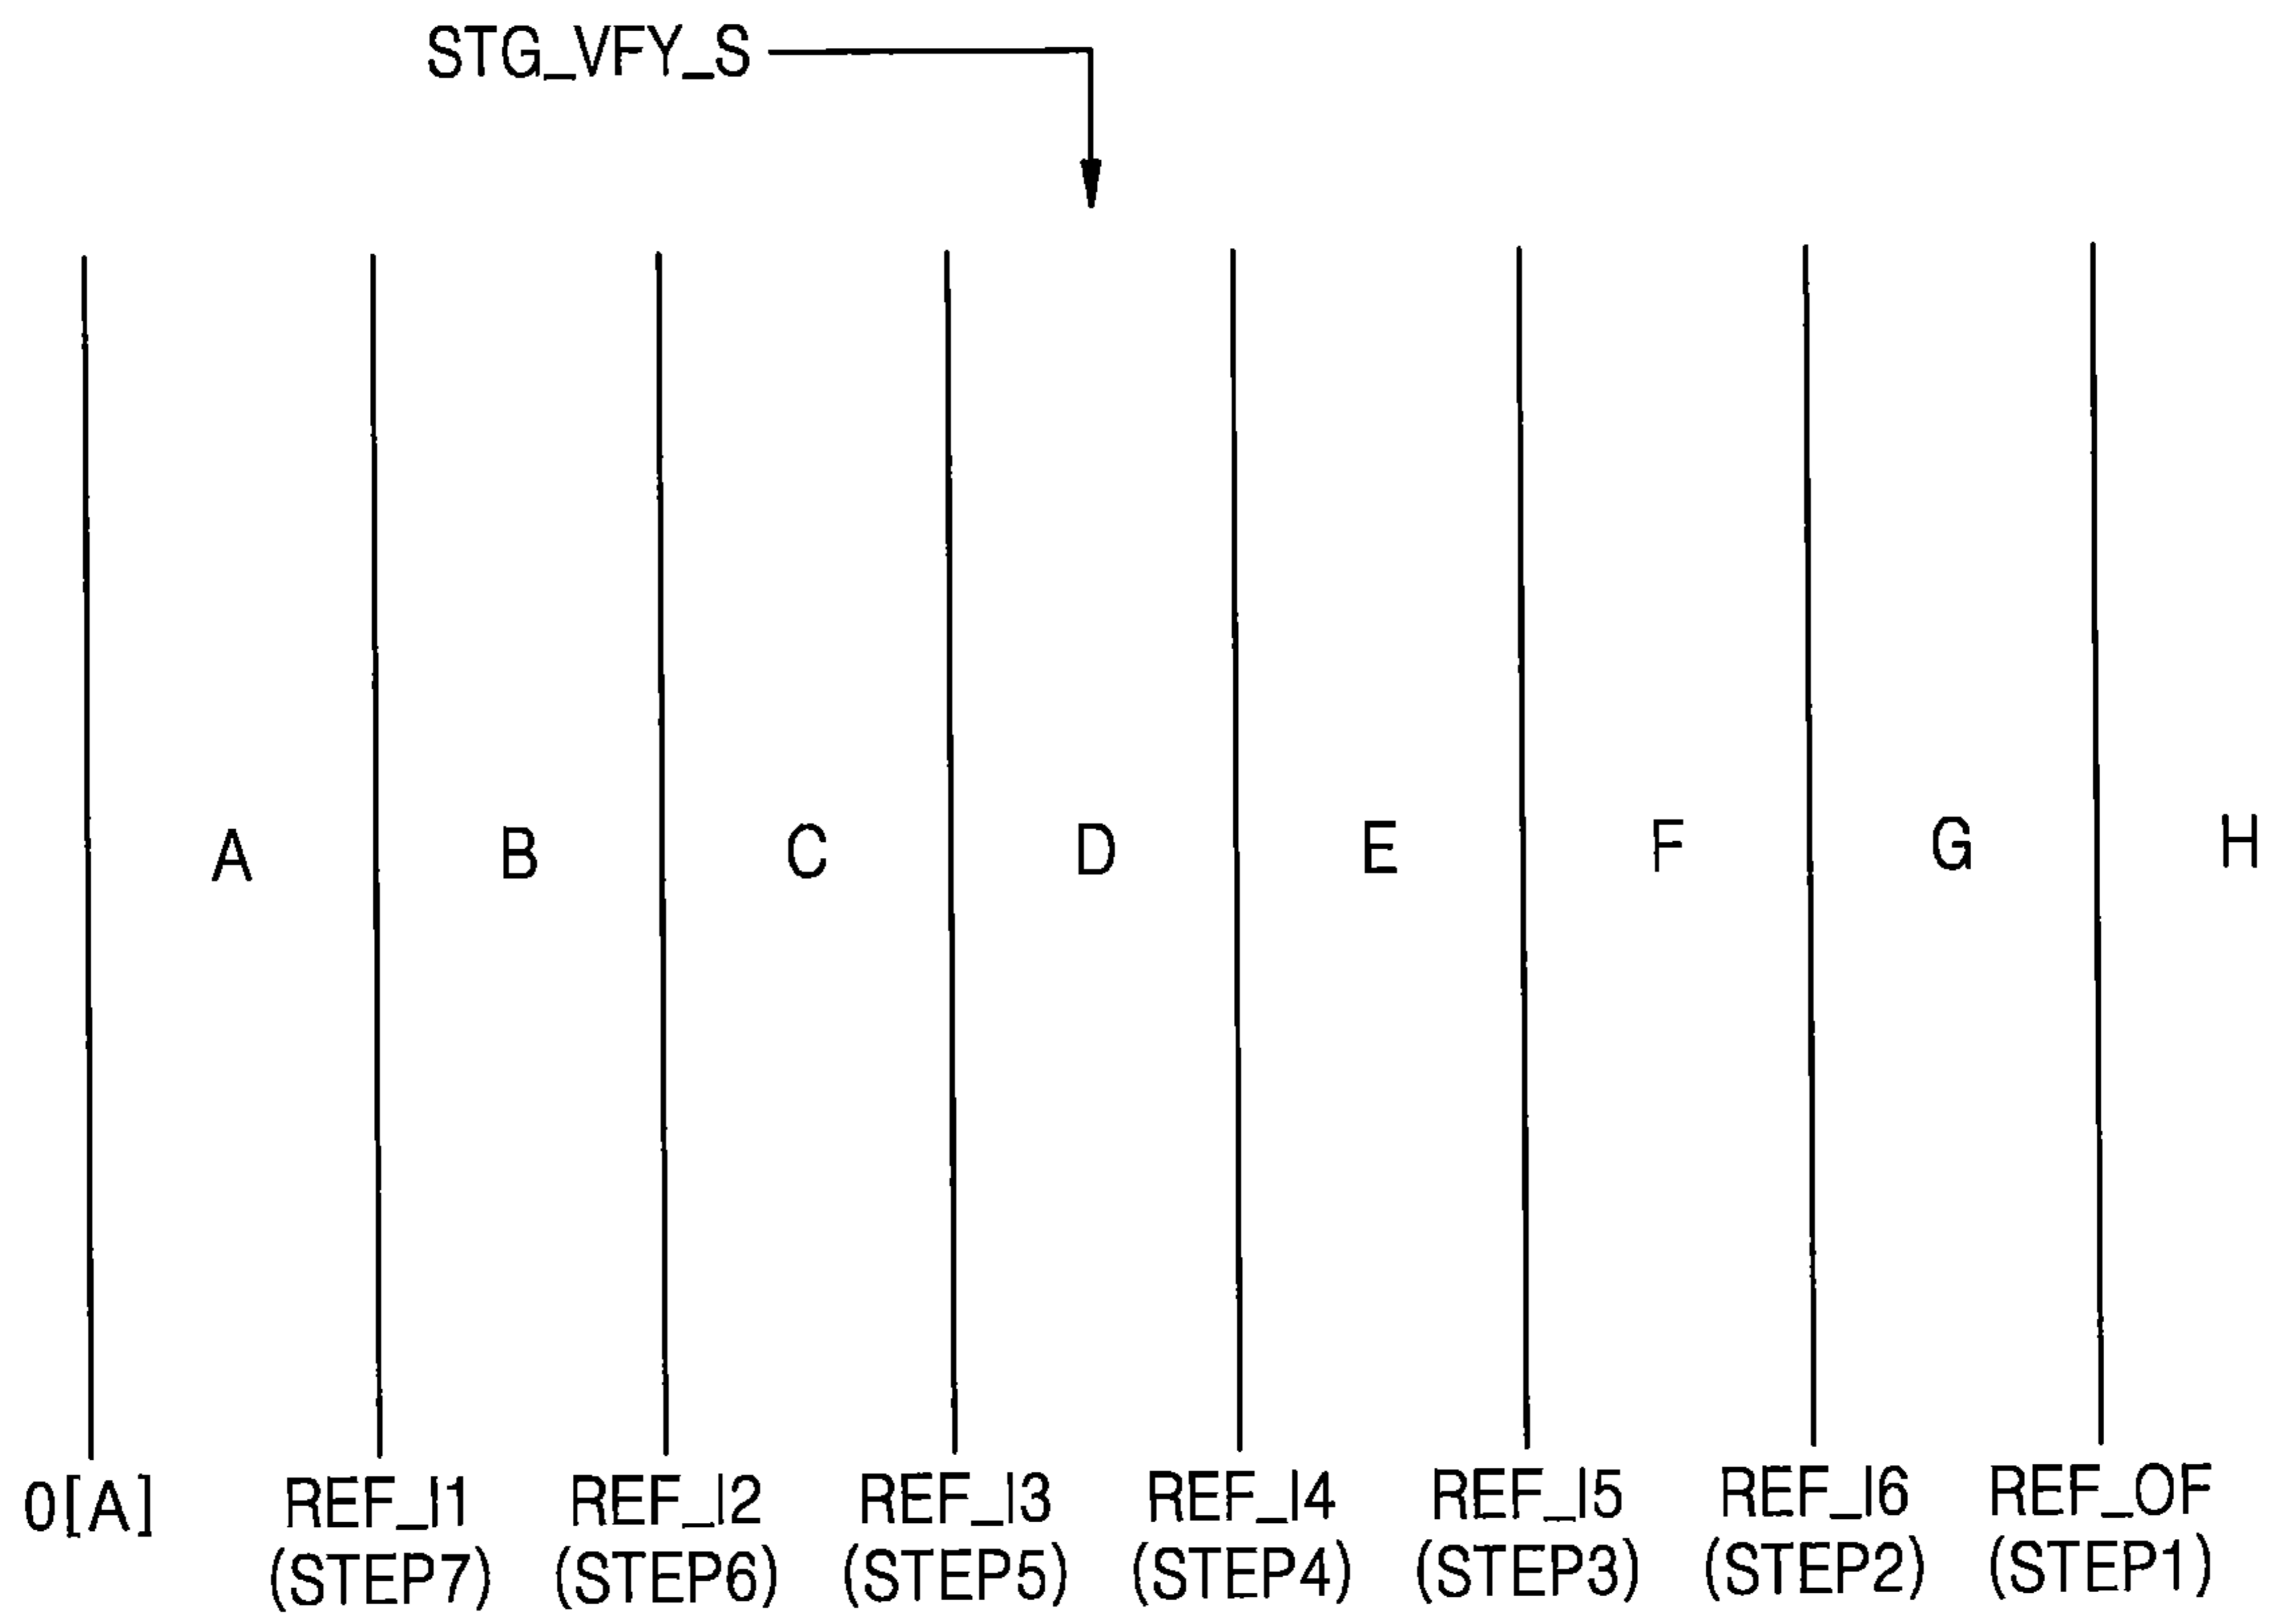 STG_VFY_S
A B C D E F G H
0[A] REF_I1 REF_I2 REF_I3 REF_I4 REF_I5 REF_I6 REF_OF
(STEP7) (STEP6) (STEP5) (STEP4) (STEP3) (STEP2) (STEP1)